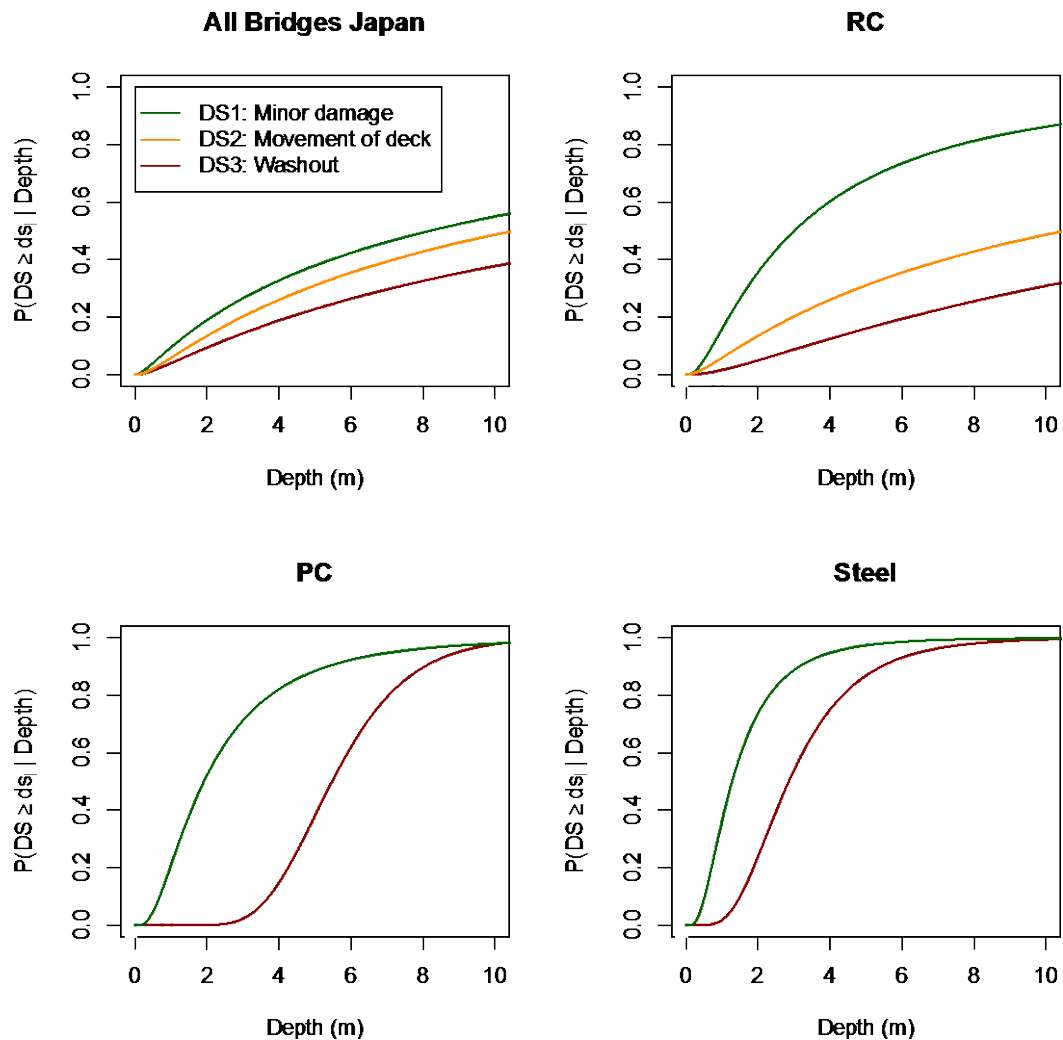 All Bridges Japan
P(DS ≥ dsᵢ | Depth)
1.0
0.8
0.6
0.4
0.2
0.0
DS1: Minor damage
DS2: Movement of deck
DS3: Washout
0 2 4 6 8 10
Depth (m)
RC
P(DS ≥ dsᵢ | Depth)
1.0
0.8
0.6
0.4
0.2
0.0
0 2 4 6 8 10
Depth (m)
PC
P(DS ≥ dsᵢ | Depth)
1.0
0.8
0.6
0.4
0.2
0.0
0 2 4 6 8 10
Depth (m)
Steel
P(DS ≥ dsᵢ | Depth)
1.0
0.8
0.6
0.4
0.2
0.0
0 2 4 6 8 10
Depth (m)